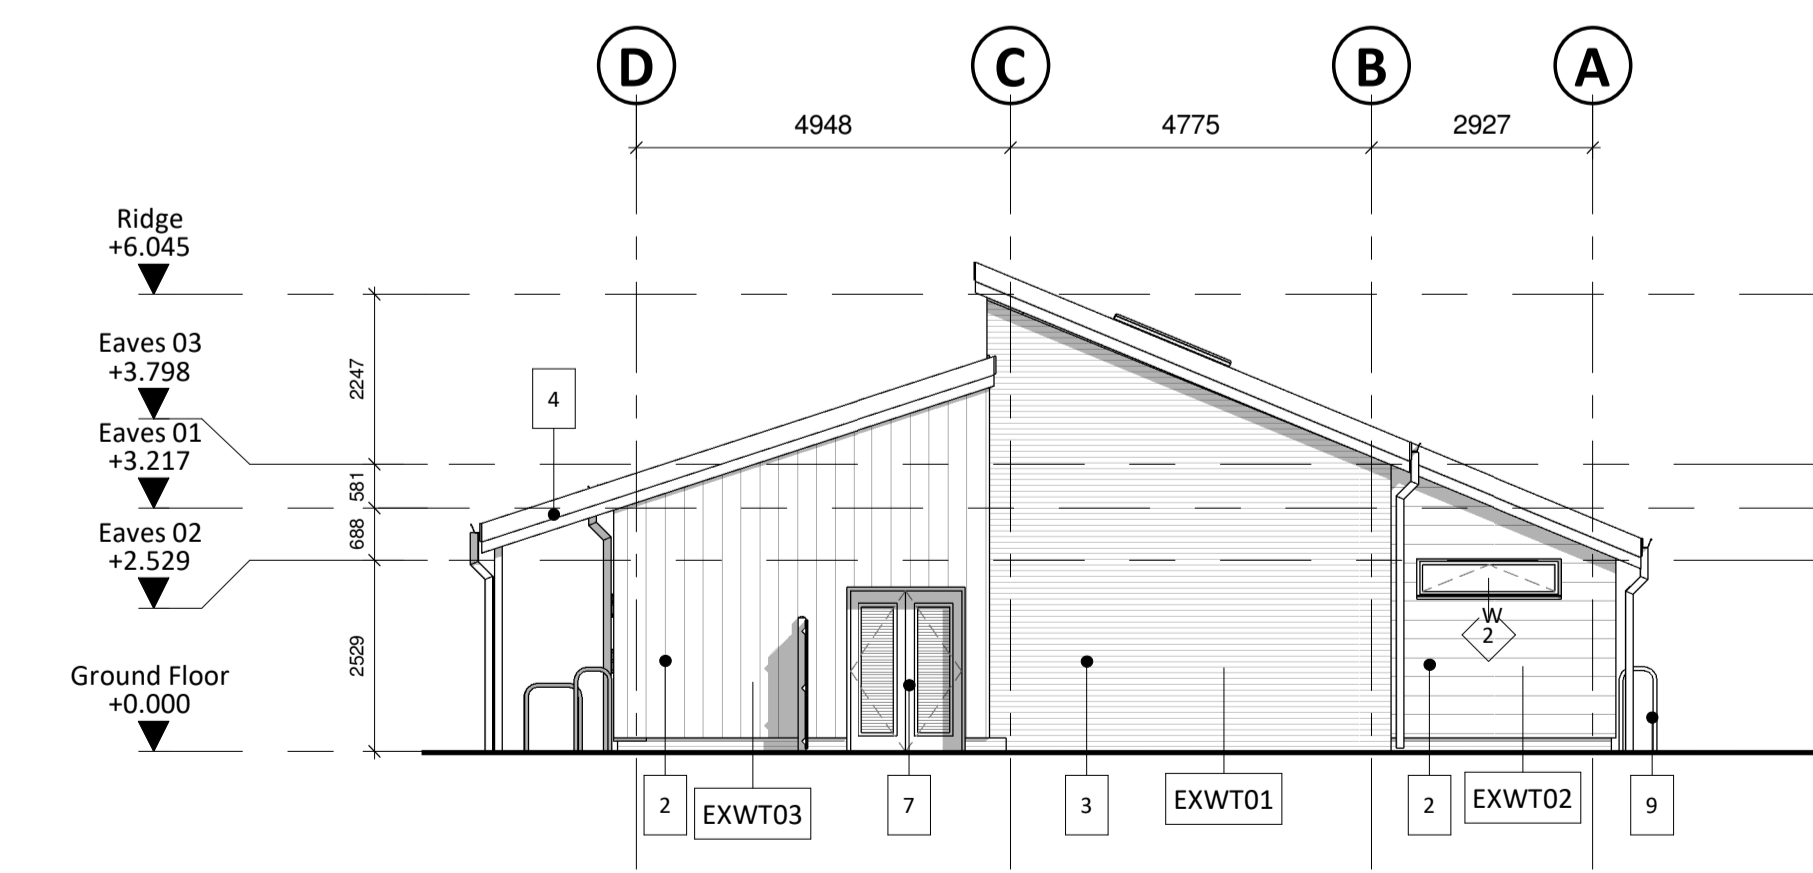 D
C
B
A
4948
4775
2927
Ridge
+6.045
Eaves 03
+3.798
Eaves 01
+3.217
Eaves 02
+2.529
Ground Floor
+0.000
2247
581
688
2529
4
W
2
2
EXWT03
7
3
EXWT01
2
EXWT02
9